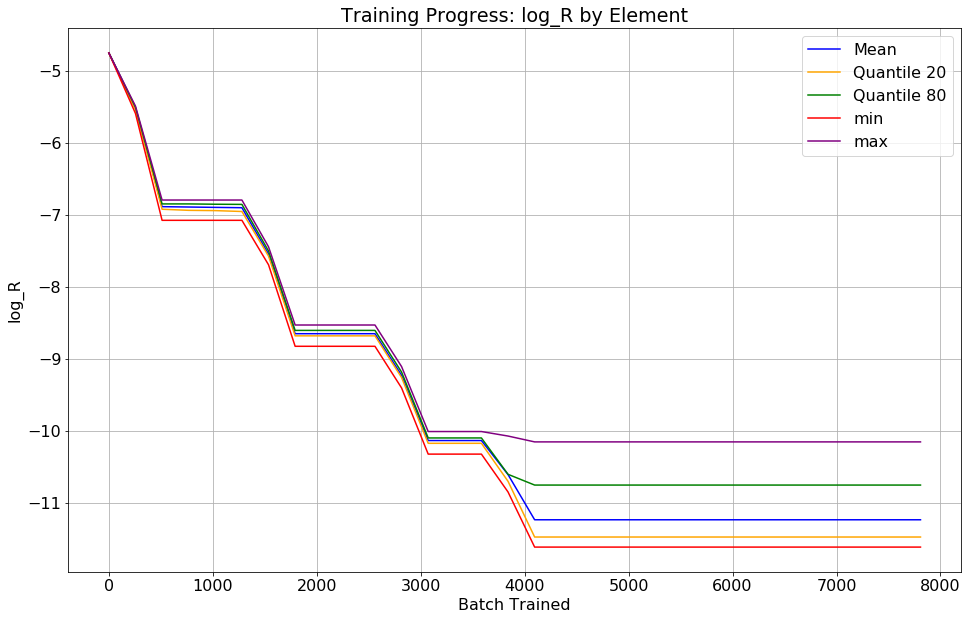 Training Progress: log_R by Element
Mean
Quantile 20
Quantile 80
min
max
log_R
−5
−6
−7
−8
−9
−10
−11
0 1000 2000 3000 4000 5000 6000 7000 8000
Batch Trained